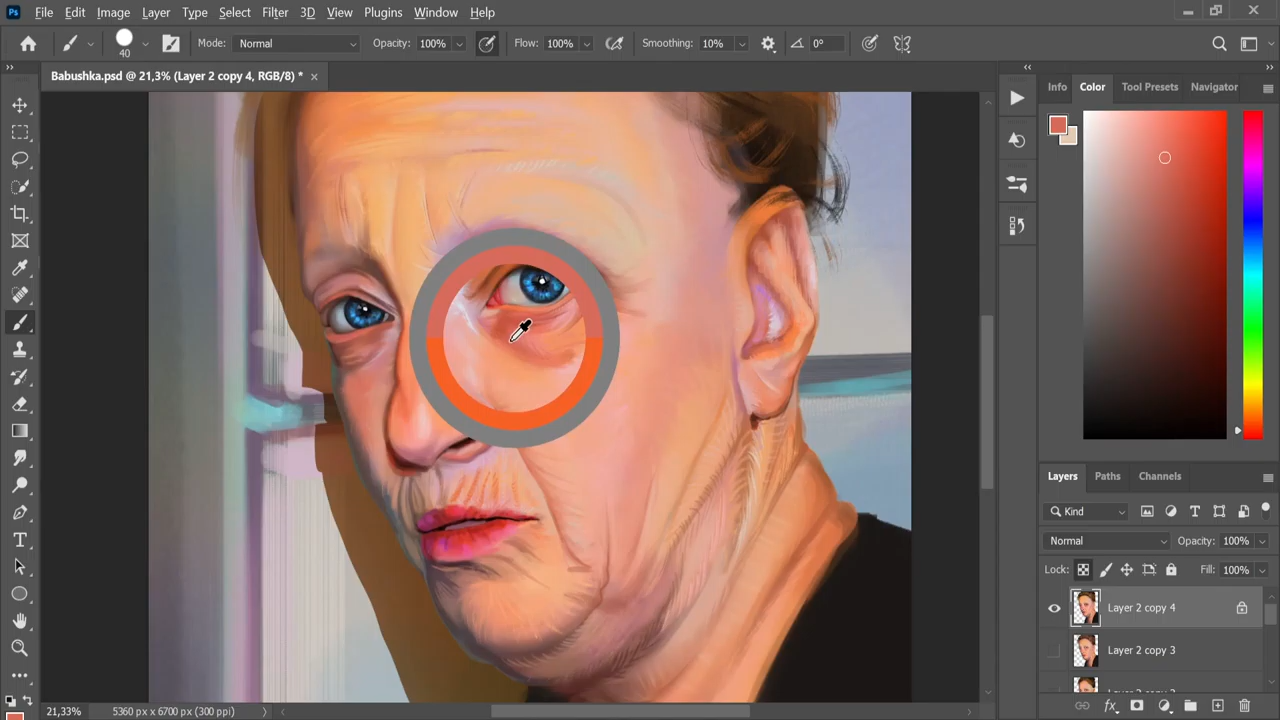 Ps File Edit Image Layer Type Select Filter 3D View Plugins Window Help
40 Mode: Normal Opacity: 100% Flow: 100% Smoothing: 10% 0°
Babushka.psd @ 21,3% (Layer 2 copy 4, RGB/8) * ×
Info Color Tool Presets Navigator
Layers Paths Channels
Kind
Normal Opacity: 100%
Lock: Fill: 100%
Layer 2 copy 4
Layer 2 copy 3
21,33% 5360 px x 6700 px (300 ppi)